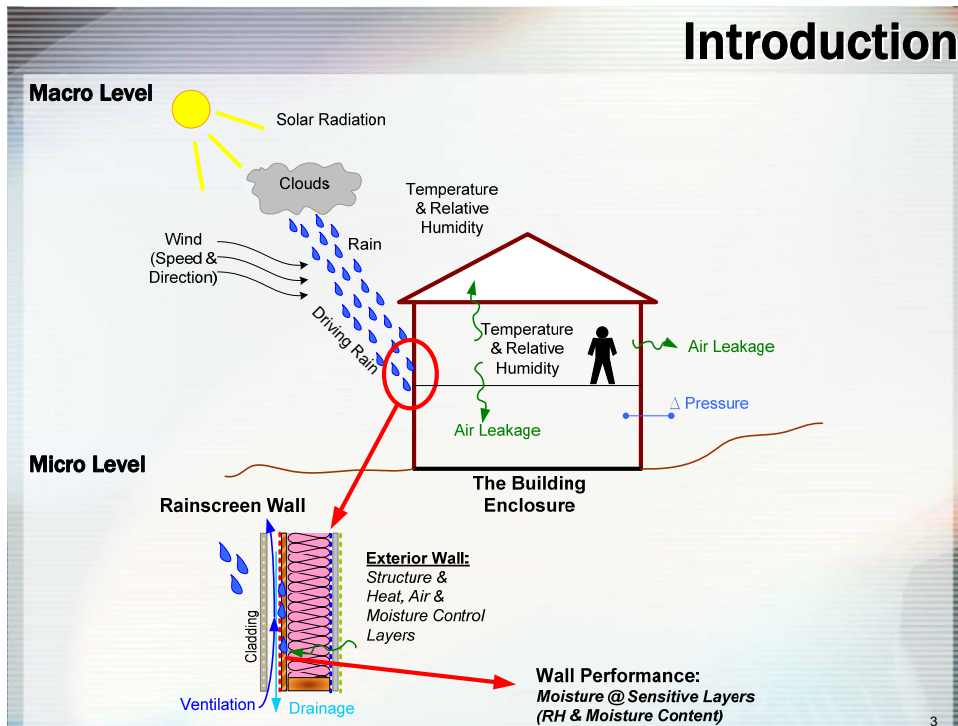 Introduction
Macro Level
Solar Radiation
Clouds
Temperature
& Relative
Humidity
Wind
(Speed &
Direction)
Rain
Driving Rain
Temperature
& Relative
Humidity
Air Leakage
Δ Pressure
Air Leakage
Micro Level
The Building
Enclosure
Rainscreen Wall
Exterior Wall:
Structure &
Heat, Air &
Moisture Control
Layers
Cladding
Wall Performance:
Moisture @ Sensitive Layers
(RH & Moisture Content)
Ventilation
Drainage
3